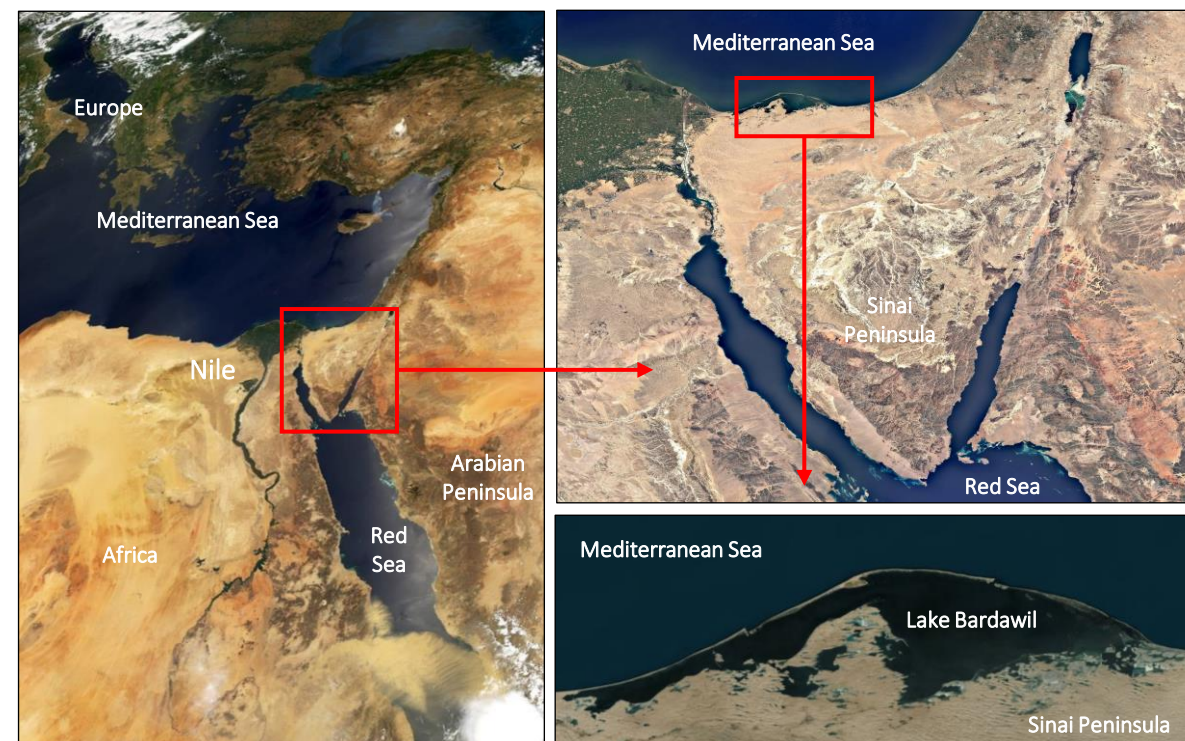 Europe
Mediterranean Sea
Nile
Arabian
Peninsula
Red
Sea
Africa
Mediterranean Sea
Sinai
Peninsula
Red Sea
Mediterranean Sea
Lake Bardawil
Sinai Peninsula